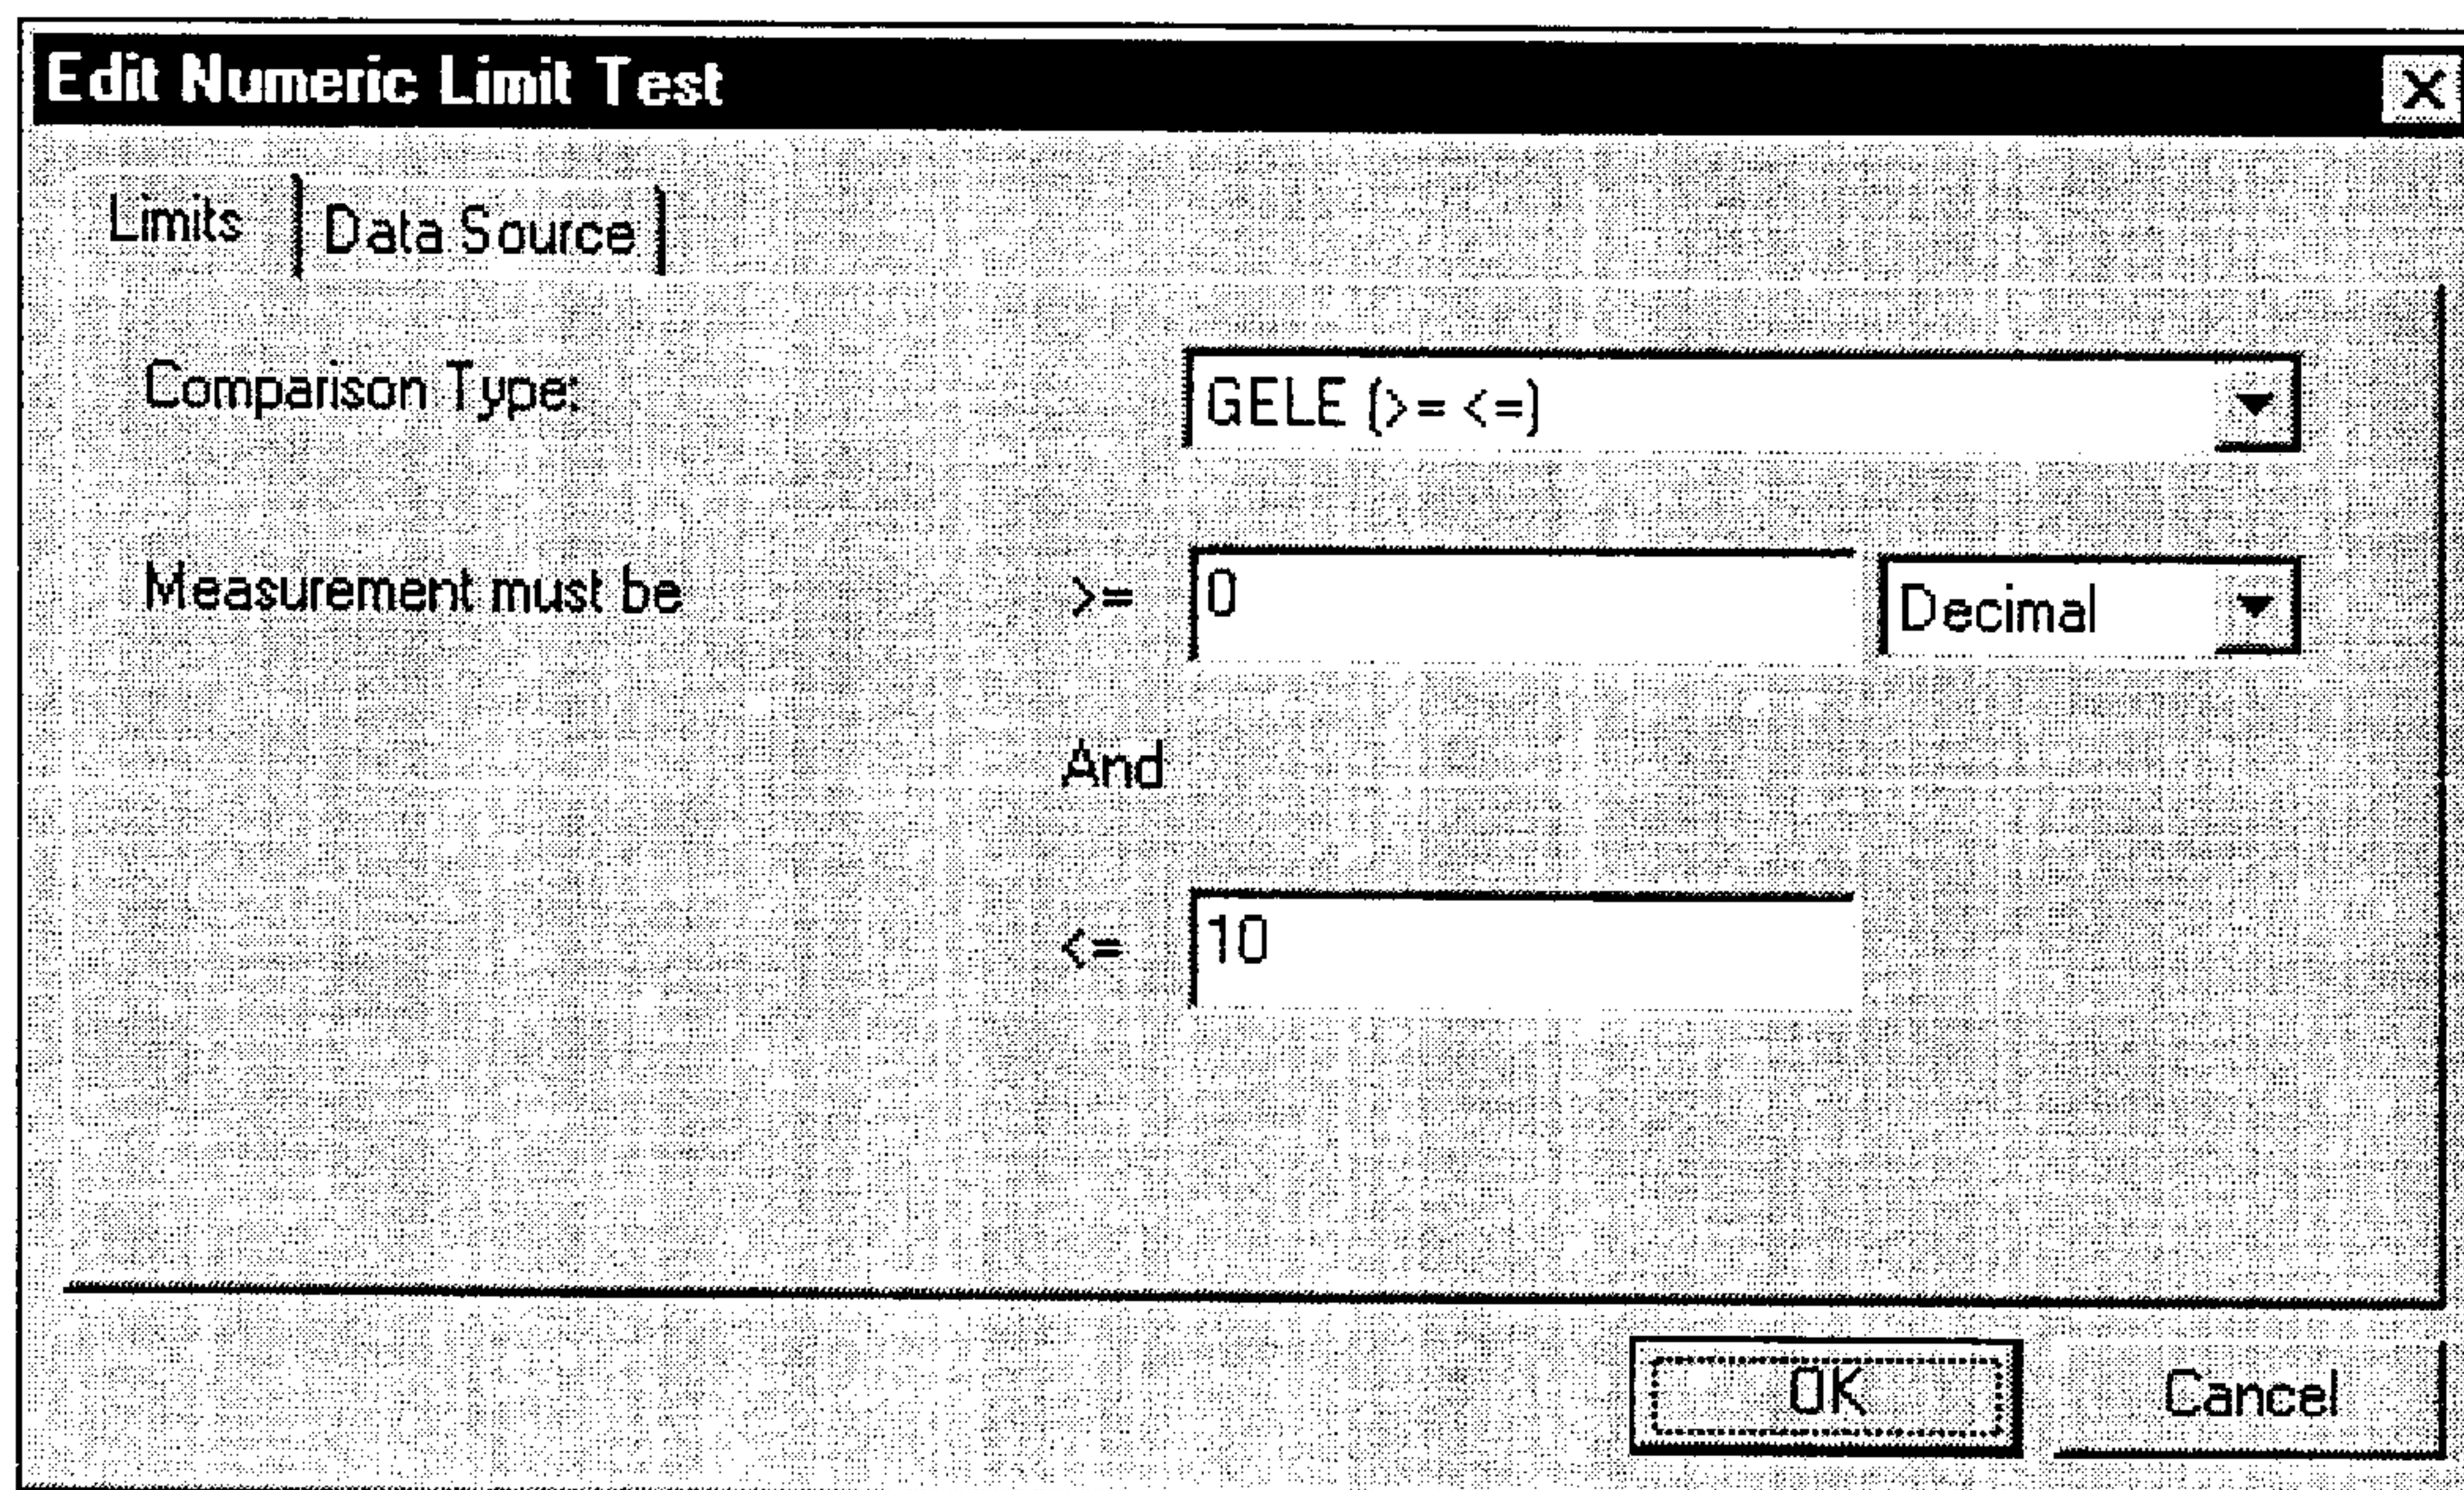 Edit Numeric Limit Test
Limits Data Source
Comparison Type: GELE (>= <=)
Measurement must be >= 0 Decimal
And
<= 10
OK Cancel